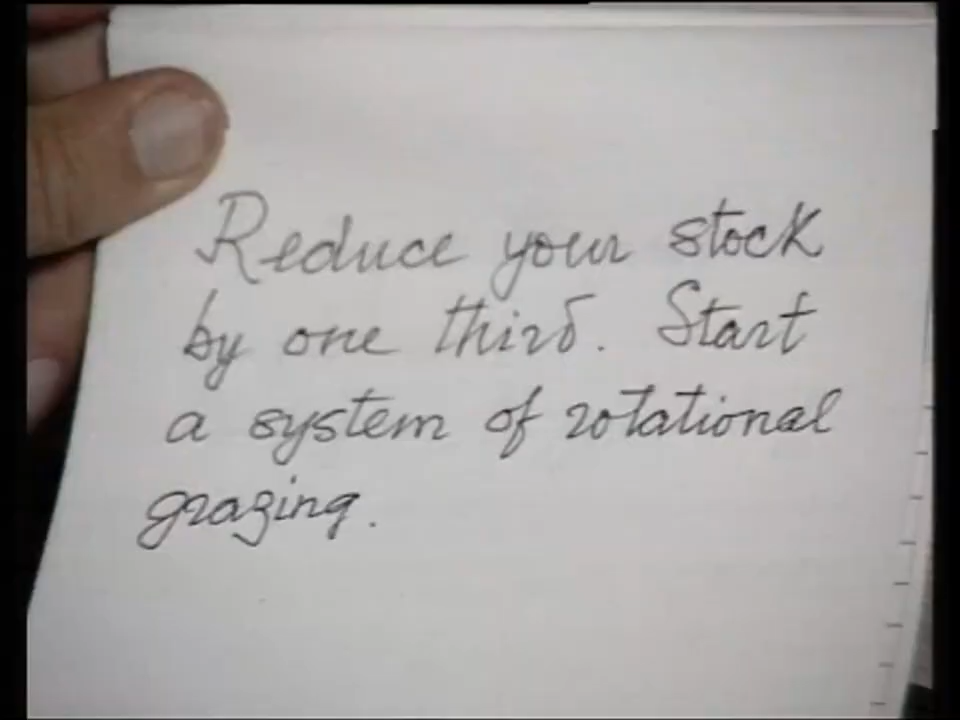 Reduce your stock
by one third. Start
a system of rotational
grazing.